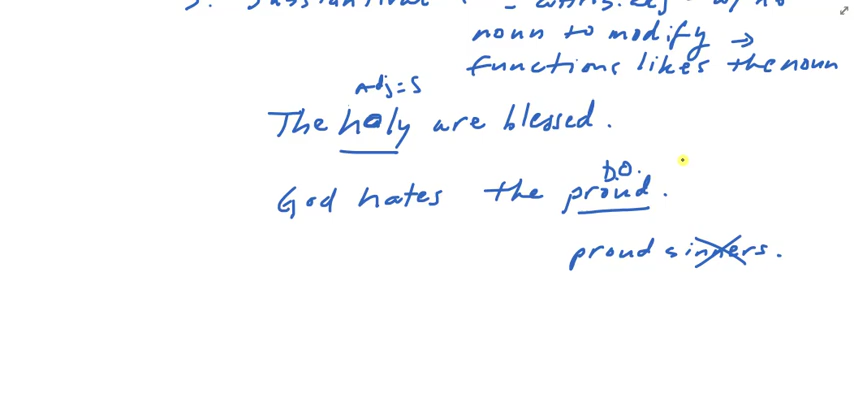 noun to modify →
functions likes the noun
Adj = S
The holy are blessed.
D.O.
God hates the proud.
proud sinners.